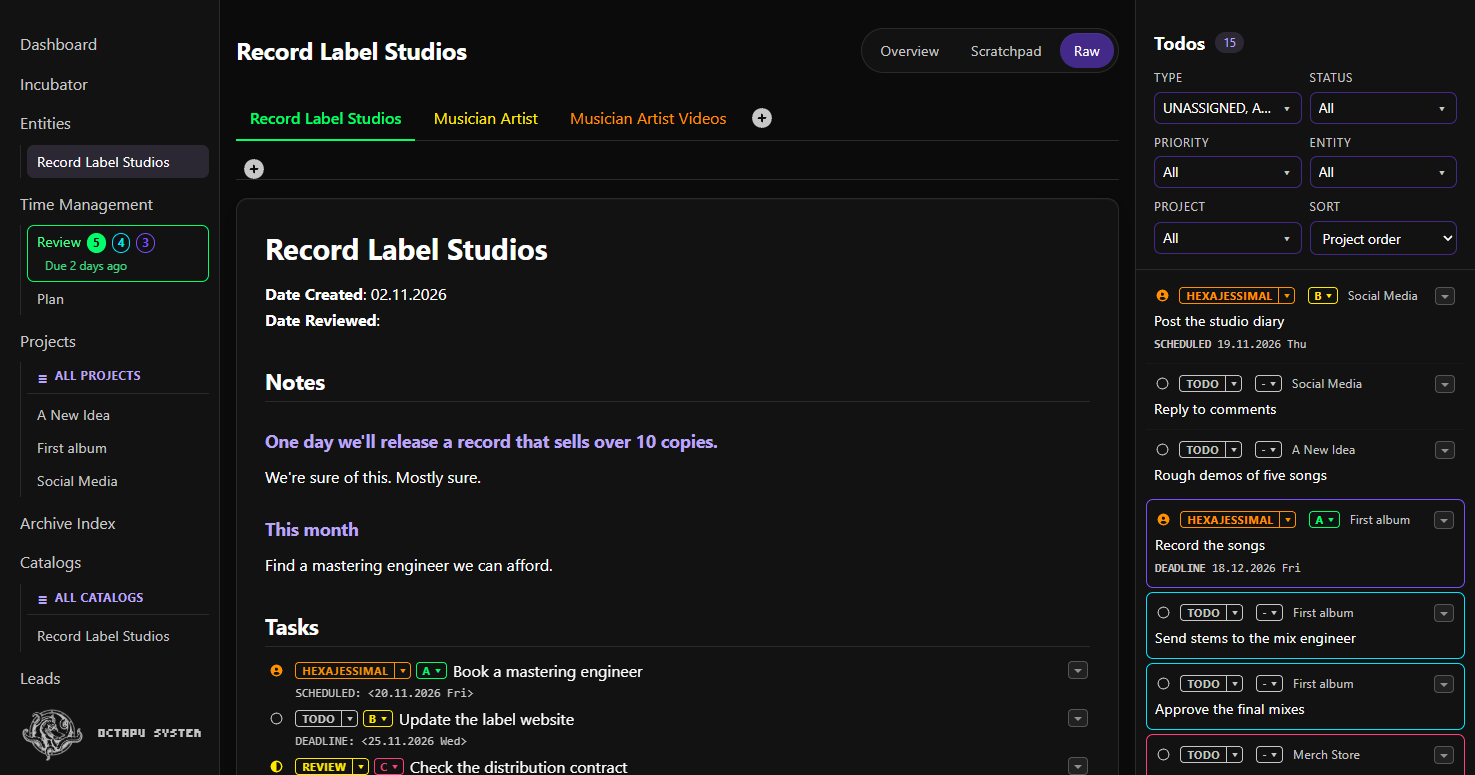 Dashboard
Incubator
Entities
Record Label Studios
Time Management
Review 5 4 3
Due 2 days ago
Plan
Projects
ALL PROJECTS
A New Idea
First album
Social Media
Archive Index
Catalogs
ALL CATALOGS
Record Label Studios
Leads
OCTAPU SYSTEM
Record Label Studios
Overview Scratchpad Raw
Record Label Studios Musician Artist Musician Artist Videos +
+
Record Label Studios
Date Created: 02.11.2026
Date Reviewed:
Notes
One day we'll release a record that sells over 10 copies.
We're sure of this. Mostly sure.
This month
Find a mastering engineer we can afford.
Tasks
HEXAJESSIMAL A Book a mastering engineer
SCHEDULED: <20.11.2026 Fri>
TODO B Update the label website
DEADLINE: <25.11.2026 Wed>
REVIEW C Check the distribution contract
Todos 15
TYPE STATUS
UNASSIGNED, A... All
PRIORITY ENTITY
All All
PROJECT SORT
All Project order
HEXAJESSIMAL B Social Media
Post the studio diary
SCHEDULED 19.11.2026 Thu
TODO - Social Media
Reply to comments
TODO - A New Idea
Rough demos of five songs
HEXAJESSIMAL A First album
Record the songs
DEADLINE 18.12.2026 Fri
TODO - First album
Send stems to the mix engineer
TODO - First album
Approve the final mixes
TODO - Merch Store